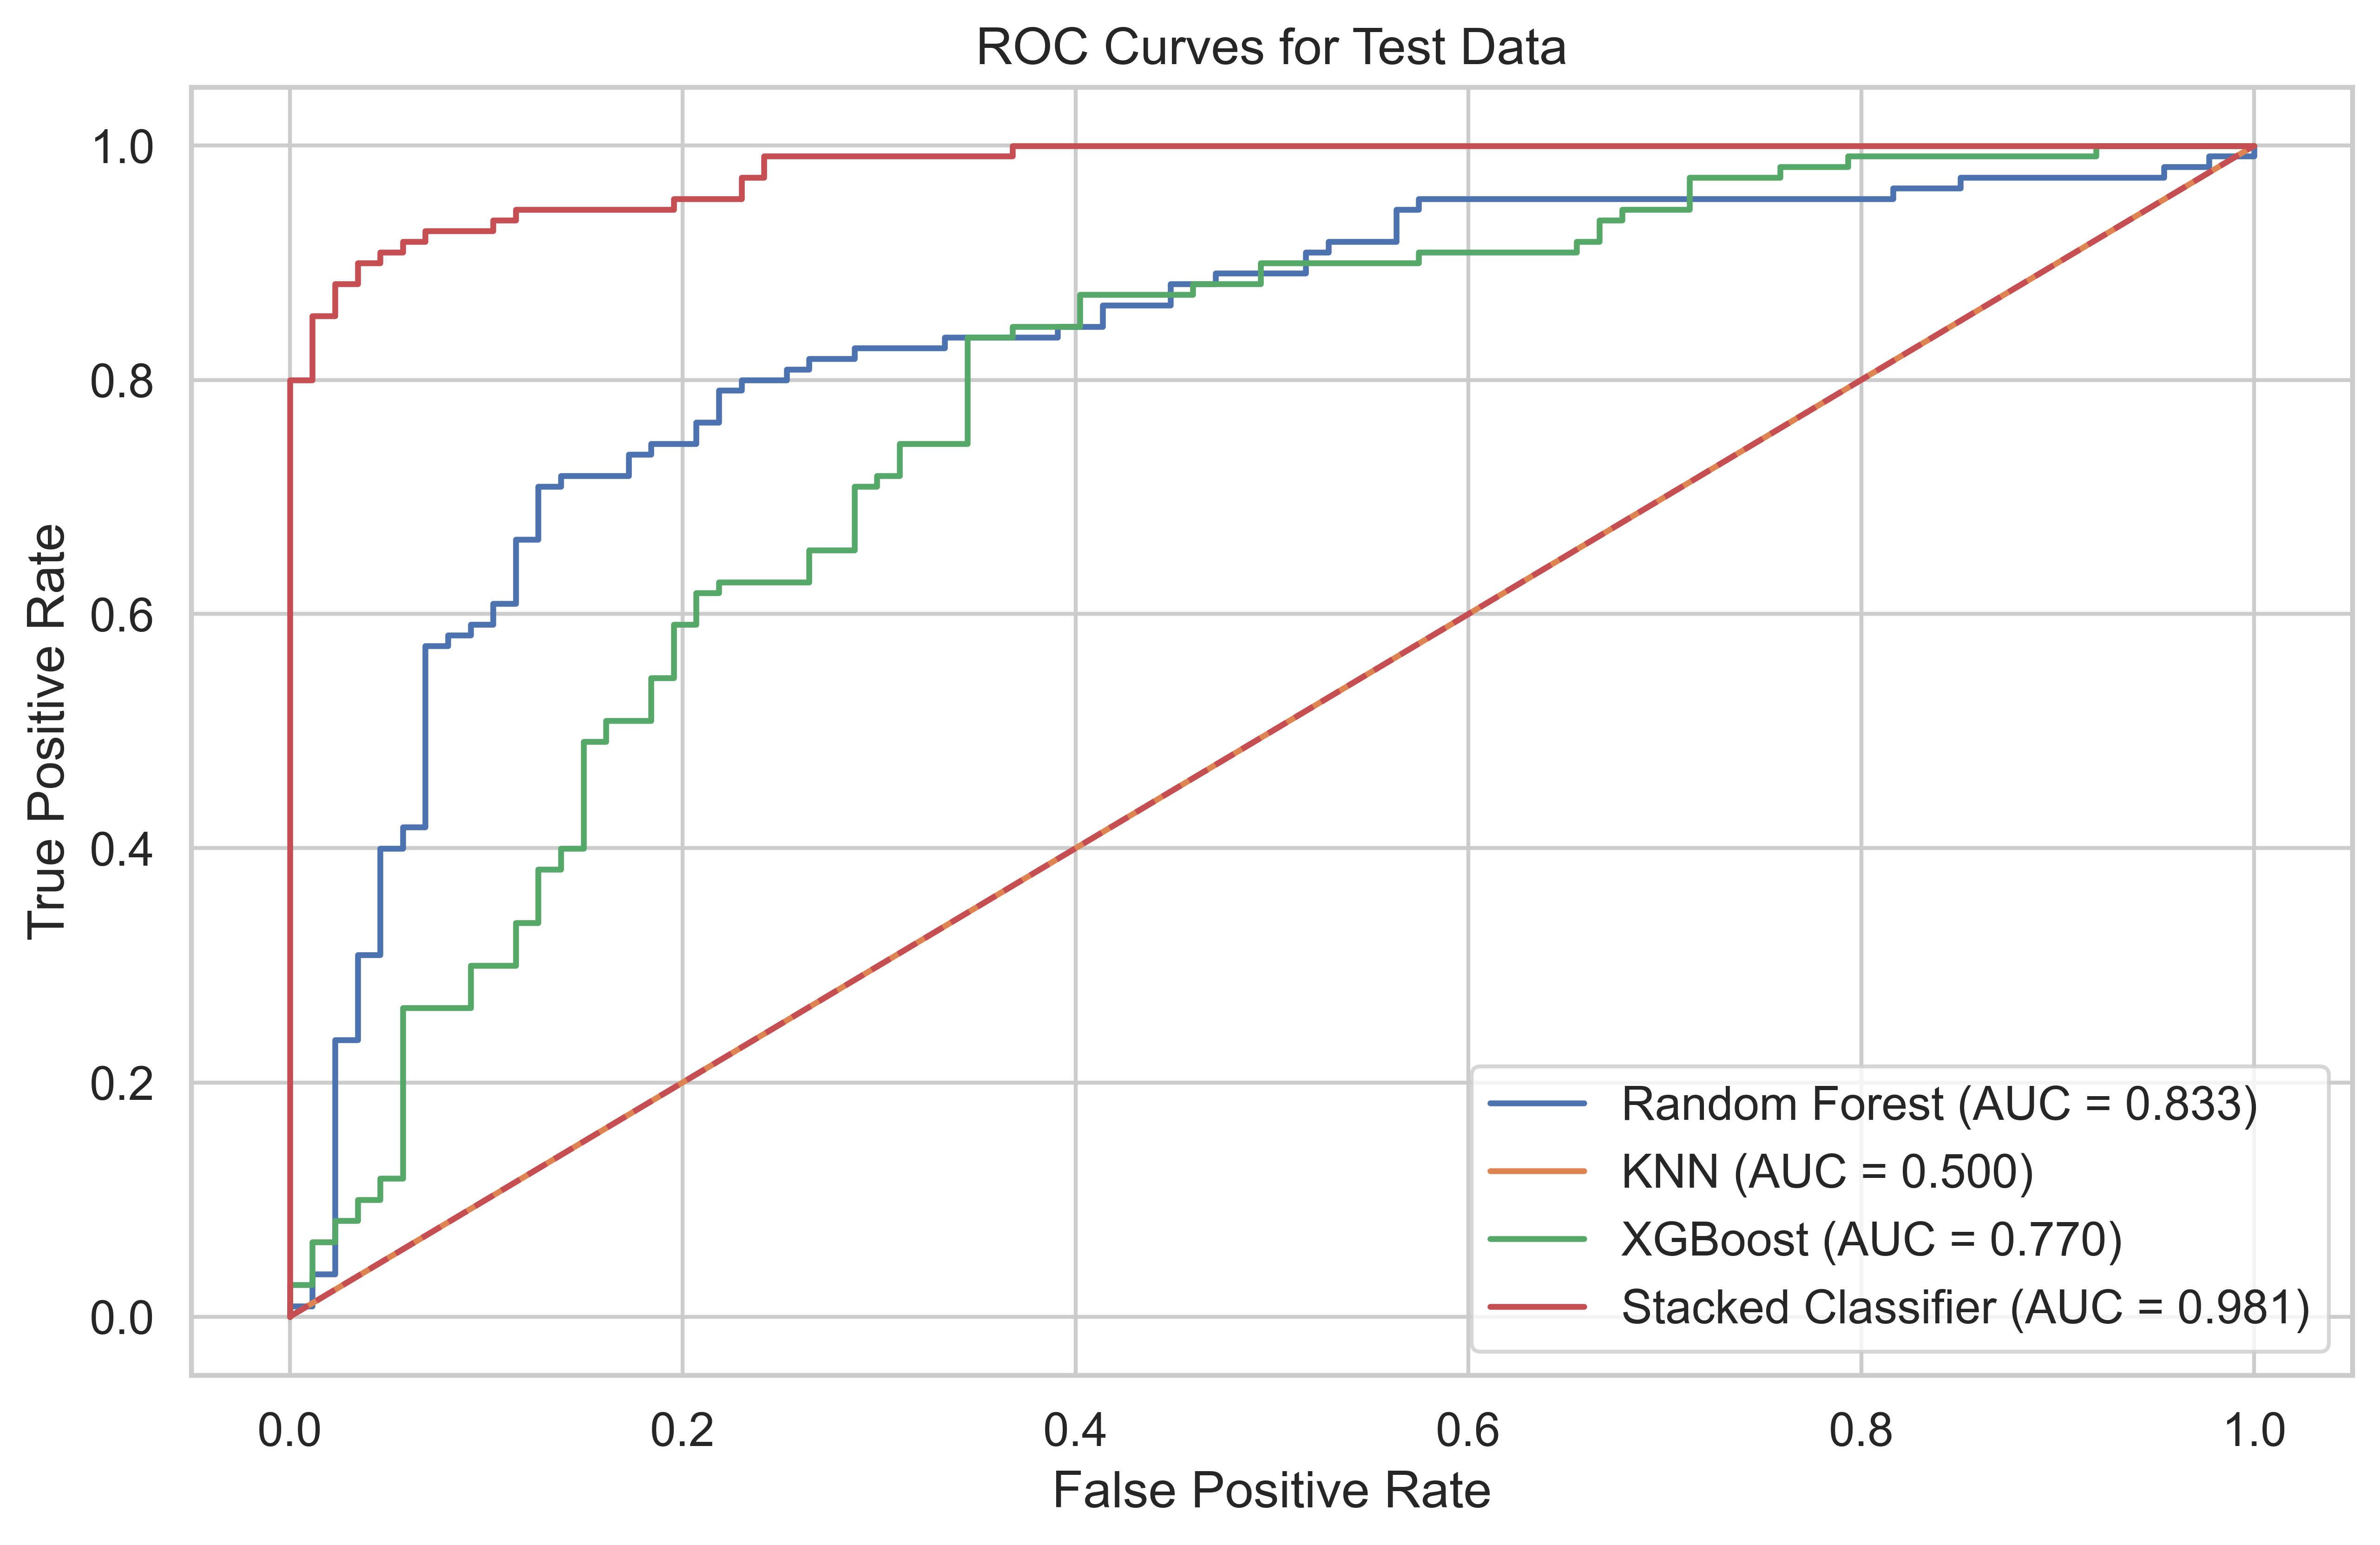 ROC Curves for Test Data
True Positive Rate
1.0
0.8
0.6
0.4
0.2
0.0
Random Forest (AUC = 0.833)
KNN (AUC = 0.500)
XGBoost (AUC = 0.770)
Stacked Classifier (AUC = 0.981)
0.0 0.2 0.4 0.6 0.8 1.0
False Positive Rate